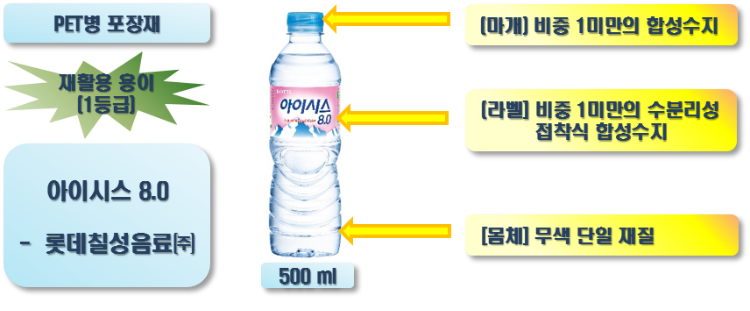 PET병 포장재
재활용 용이
(1등급)
아이시스 8.0
- 롯데칠성음료㈜
LOTTE
아이시스
8.0
500 ml
(마개) 비중 1미만의 합성수지
(라벨) 비중 1미만의 수분리성
접착식 합성수지
[몸체] 무색 단일 재질